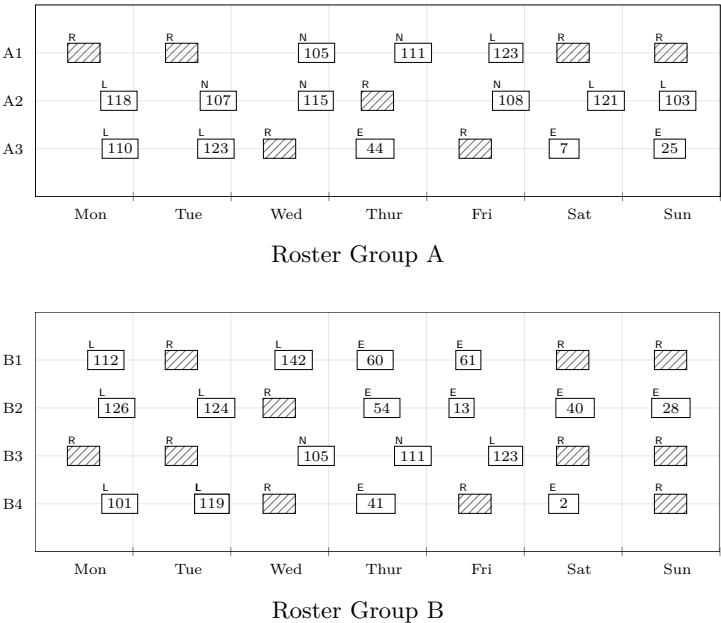 R R N N L R R
A1 105 111 123
L N N R N L L
A2 118 107 115 108 121 103
L L R E R E E
A3 110 123 44 7 25
Mon Tue Wed Thur Fri Sat Sun
Roster Group A
L R L E E R R
B1 112 142 60 61
L L R E E E E
B2 126 124 54 13 40 28
R R N N L R R
B3 105 111 123
L L R E R E R
B4 101 119 41 2
Mon Tue Wed Thur Fri Sat Sun
Roster Group B